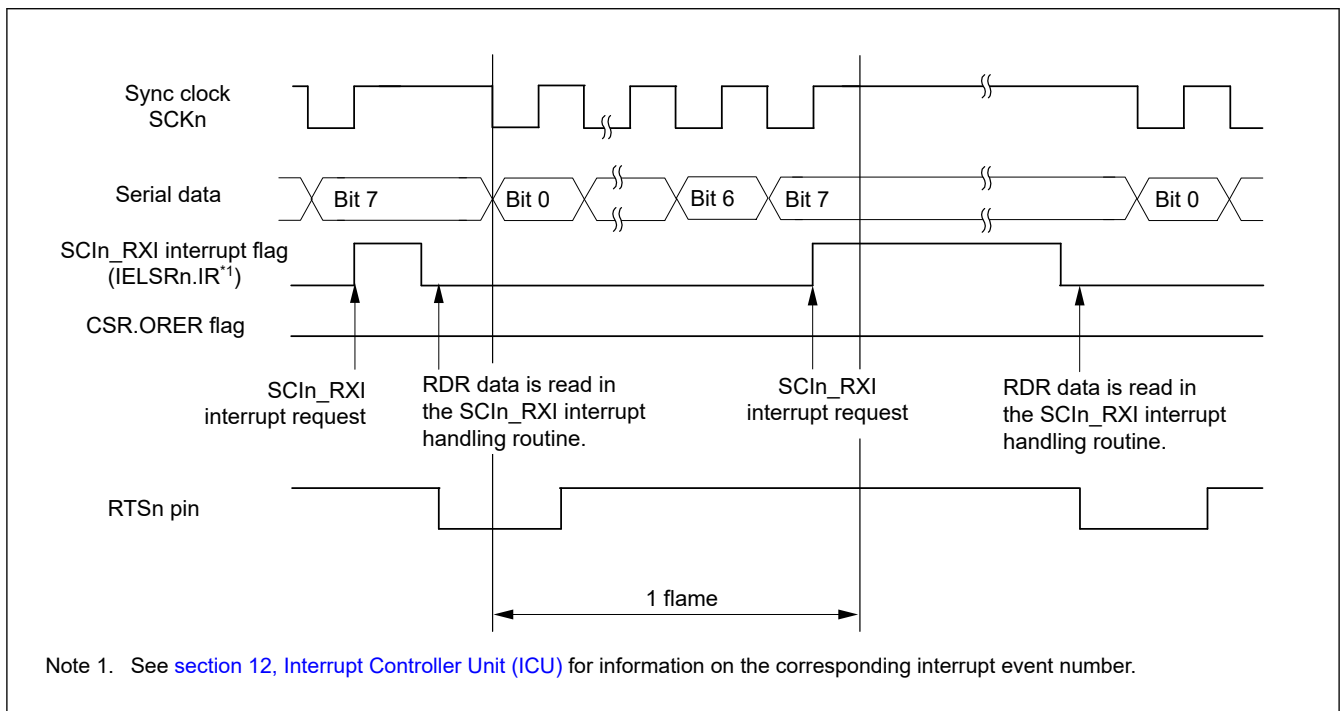 Sync clock
SCKn
Serial data
Bit 7
Bit 0
Bit 6
Bit 7
Bit 0
SCIn_RXI interrupt flag
(IELSRn.IR*1)
CSR.ORER flag
SCIn_RXI
interrupt request
RDR data is read in
the SCIn_RXI interrupt
handling routine.
SCIn_RXI
interrupt request
RDR data is read in
the SCIn_RXI interrupt
handling routine.
RTSn pin
1 flame
Note 1. See section 12, Interrupt Controller Unit (ICU) for information on the corresponding interrupt event number.